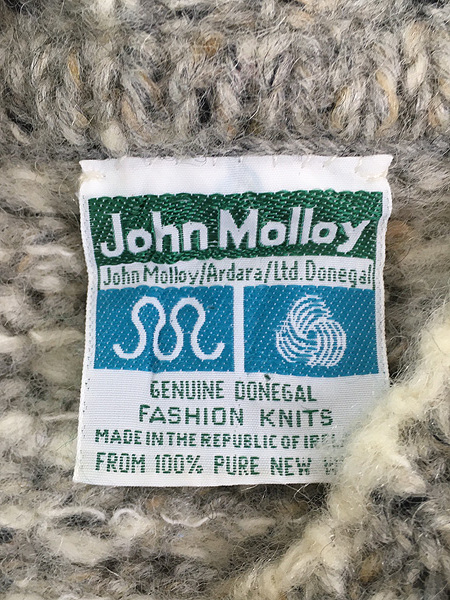 John Molloy
John Molloy/Ardara/Ltd.Donegal
GENUINE DONEGAL
FASHION KNITS
MADE IN THE REPUBLIC OF
FROM 100% PURE NEW